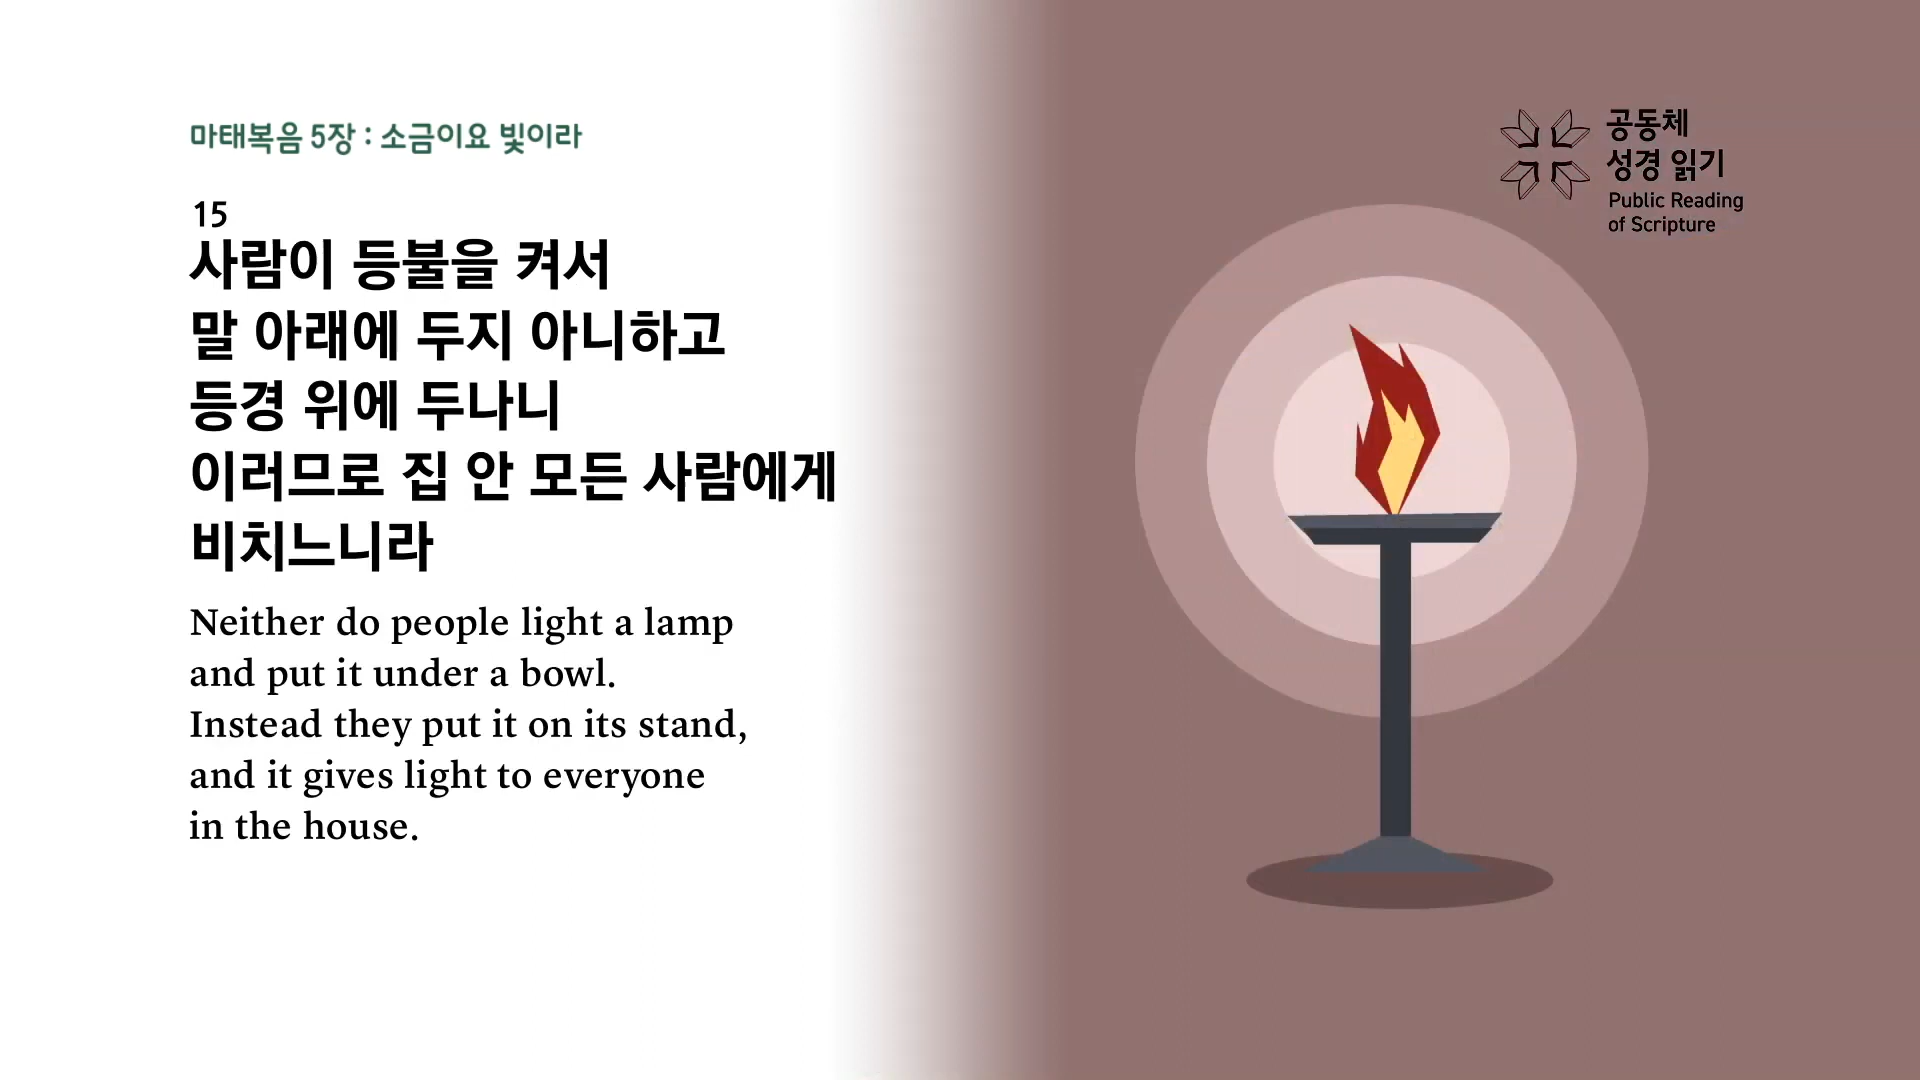 마태복음 5장 : 소금이요 빛이라
15
사람이 등불을 켜서
말 아래에 두지 아니하고
등경 위에 두나니
이러므로 집 안 모든 사람에게
비치느니라
Neither do people light a lamp
and put it under a bowl.
Instead they put it on its stand,
and it gives light to everyone
in the house.
공동체
성경 읽기
Public Reading
of Scripture